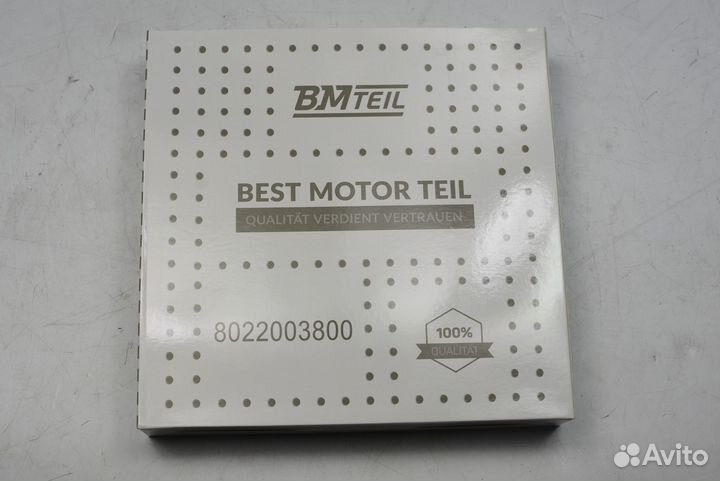 BMTEIL
BEST MOTOR TEIL
QUALITÄT VERDIENT VERTRAUEN
8022003800
100%
QUALITÄT
Avito